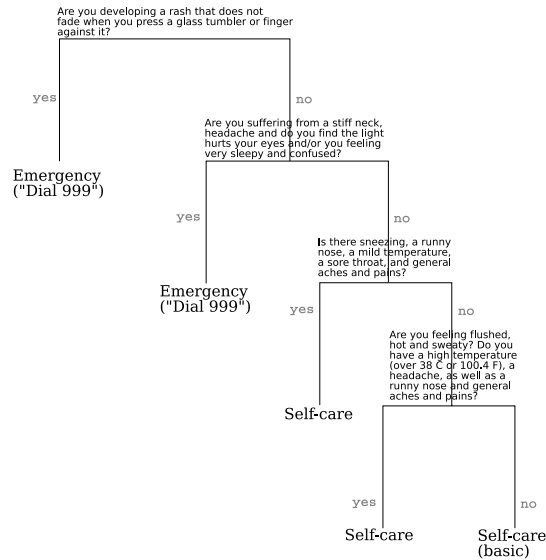 Are you developing a rash that does not
fade when you press a glass tumbler or finger
against it?
yes
no
Are you suffering from a stiff neck,
headache and do you find the light
hurts your eyes and/or you feeling
very sleepy and confused?
Emergency
("Dial 999")
yes
no
Is there sneezing, a runny
nose, a mild temperature,
a sore throat, and general
aches and pains?
Emergency
("Dial 999")
yes
no
Are you feeling flushed,
hot and sweaty? Do you
have a high temperature
(over 38 C or 100.4 F), a
headache, as well as a
runny nose and general
aches and pains?
Self-care
yes
no
Self-care
Self-care
(basic)